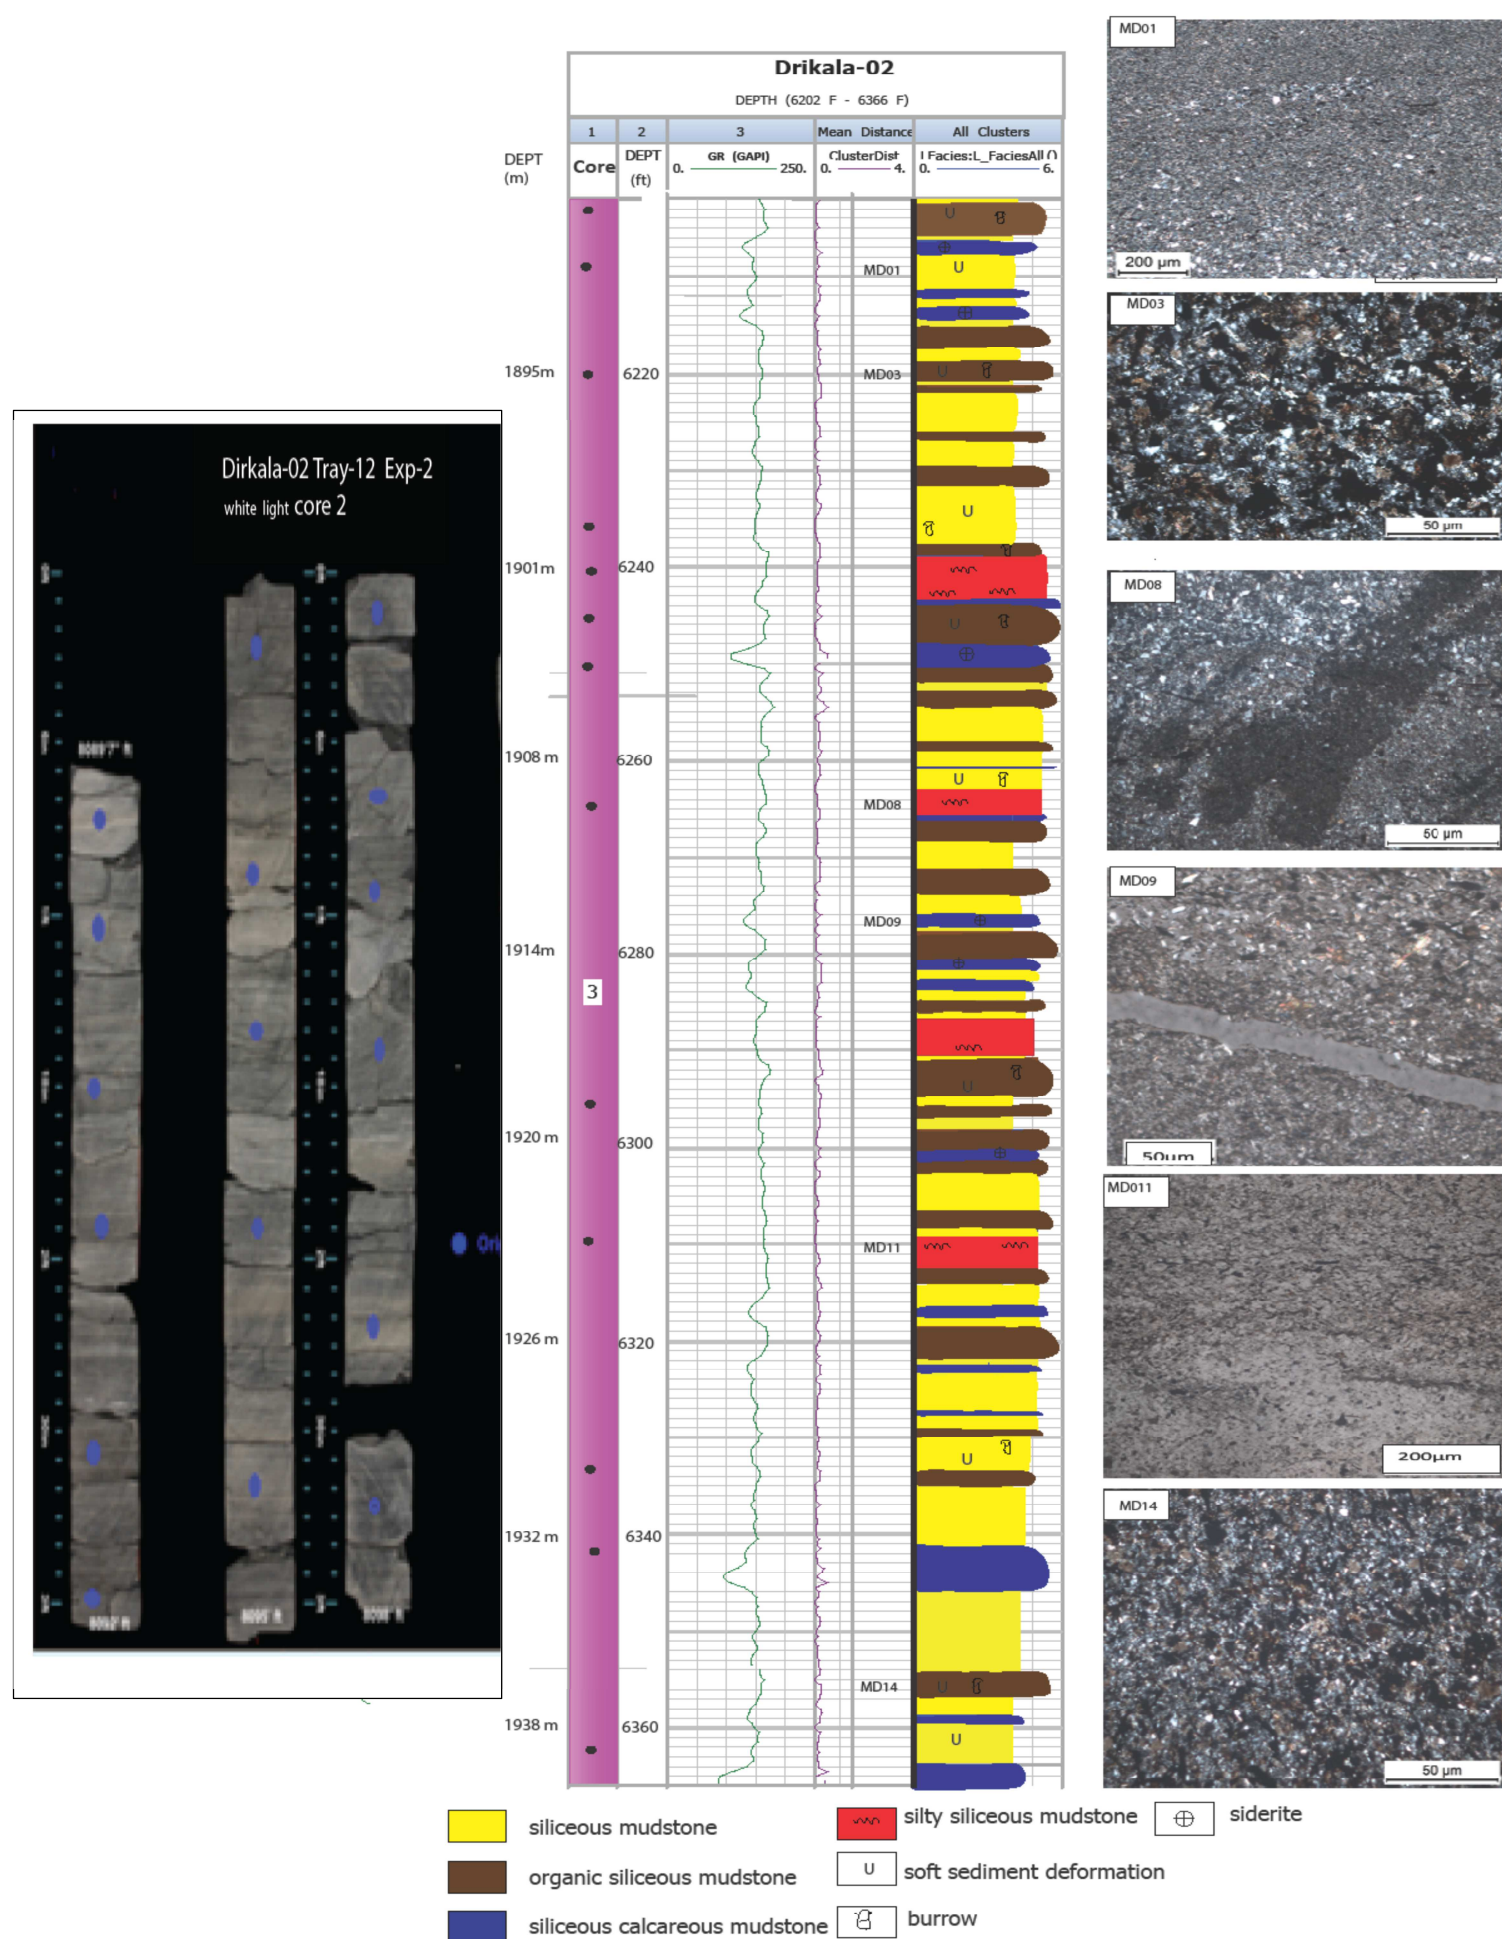 Drikala-02
DEPTH (6202 F - 6366 F)
1
2
3
Mean Distance
All Clusters
DEPT
(m)
Core
DEPT
(ft)
GR (GAPI)
0.
250.
ClusterDist
0.
4.
l Facies:L_FaciesAll ()
0.
6.
1895m
1901m
1908 m
1914m
1920 m
1926 m
1932 m
1938 m
3
6220
6240
6260
6280
6300
6320
6340
6360
MD01
MD03
MD08
MD09
MD11
MD14
U
U
U
U
U
U
U
U
U
U
Dirkala-02 Tray-12 Exp-2
white light core 2
Ori
MD01
200 µm
MD03
50 µm
MD08
50 µm
MD09
50µm
MD011
200µm
MD14
50 µm
siliceous mudstone
organic siliceous mudstone
siliceous calcareous mudstone
silty siliceous mudstone
U
soft sediment deformation
burrow
siderite